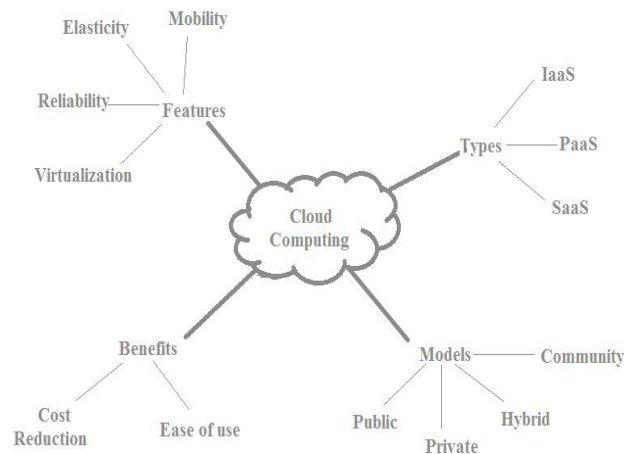 Mobility
Elasticity
Reliability
Features
Virtualization
IaaS
Types
PaaS
SaaS
Cloud
Computing
Benefits
Cost
Reduction
Ease of use
Models
Community
Public
Hybrid
Private